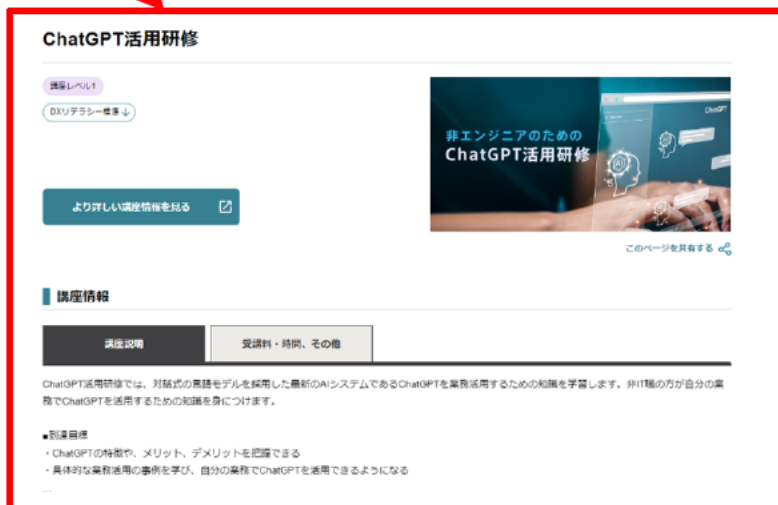 ChatGPT活用研修
講座レベル1
DXリテラシー標準↓
非エンジニアのための
ChatGPT活用研修
ChatGPT
AI
より詳しい講座情報を見る
このページを共有する
講座情報
講座説明
受講料・時間、その他
ChatGPT活用研修では、対話式の言語モデルを採用した最新のAIシステムであるChatGPTを業務活用するための知識を学習します。非IT職の方が自分の業
務でChatGPTを活用するための知識を身につけます。
■到達目標
・ChatGPTの特徴や、メリット、デメリットを把握できる
・具体的な業務活用の事例を学び、自分の業務でChatGPTを活用できるようになる
...